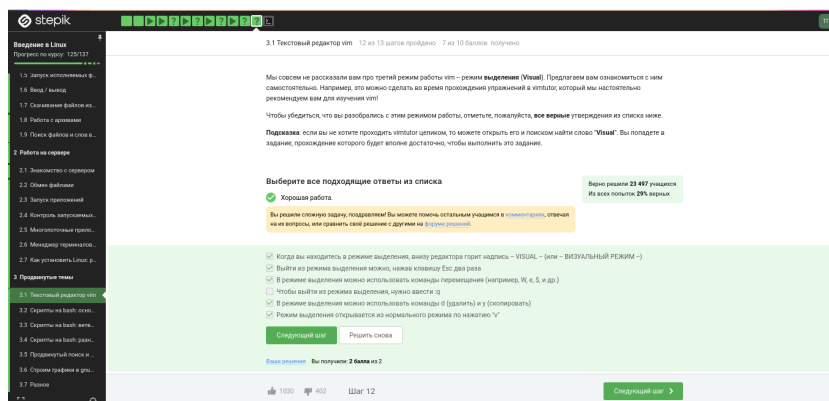 stepik
Введение в Linux
Прогресс по курсу: 125/137
1.5 Запуск исполняемых ф...
1.6 Ввод / вывод
1.7 Скачивание файлов из...
1.8 Работа с архивами
1.9 Поиск файлов и слов в...
2 Работа на сервере
2.1 Знакомство с сервером
2.2 Обмен файлами
2.3 Запуск приложений
2.4 Контроль запускаемых...
2.5 Многопоточные прило...
2.6 Менеджер терминалов...
2.7 Как установить Linux: р...
3 Продвинутые темы
3.1 Текстовый редактор vim
3.2 Скрипты на bash: осно...
3.3 Скрипты на bash: ветв...
3.4 Скрипты на bash: разн...
3.5 Продвинутый поиск и ...
3.6 Строим графики в gnu...
3.7 Разное
3.1 Текстовый редактор vim 12 из 13 шагов пройдено 7 из 10 баллов получено
Мы совсем не рассказали вам про третий режим работы vim – режим выделения (Visual). Предлагаем вам ознакомиться с ним
самостоятельно. Например, это можно сделать во время прохождения упражнений в vimtutor, который мы настоятельно
рекомендуем вам для изучения vim!
Чтобы убедиться, что вы разобрались с этим режимом работы, отметьте, пожалуйста, все верные утверждения из списка ниже.
Подсказка: если вы не хотите проходить vimtutor целиком, то можете открыть его и поиском найти слово "Visual". Вы попадете в
задание, прохождение которого будет вполне достаточно, чтобы выполнить это задание.
Выберите все подходящие ответы из списка
Хорошая работа.
Верно решили 23 497 учащихся
Из всех попыток 29% верных
Вы решили сложную задачу, поздравляем! Вы можете помочь остальным учащимся в комментариях, отвечая
на их вопросы, или сравнить своё решение с другими на форуме решений.
Когда вы находитесь в режиме выделения, внизу редактора горит надпись -- VISUAL -- (или -- ВИЗУАЛЬНЫЙ РЕЖИМ --)
Выйти из режима выделения можно, нажав клавишу Esc два раза
В режиме выделения можно использовать команды перемещения (например, W, e, $, и др.)
Чтобы выйти из режима выделения, нужно ввести :q
В режиме выделения можно использовать команды d (удалить) и y (скопировать)
Режим выделения открывается из нормального режима по нажатию "v"
Следующий шаг Решить снова
Ваши решения Вы получили: 2 балла из 2
1030 402 Шаг 12 Следующий шаг